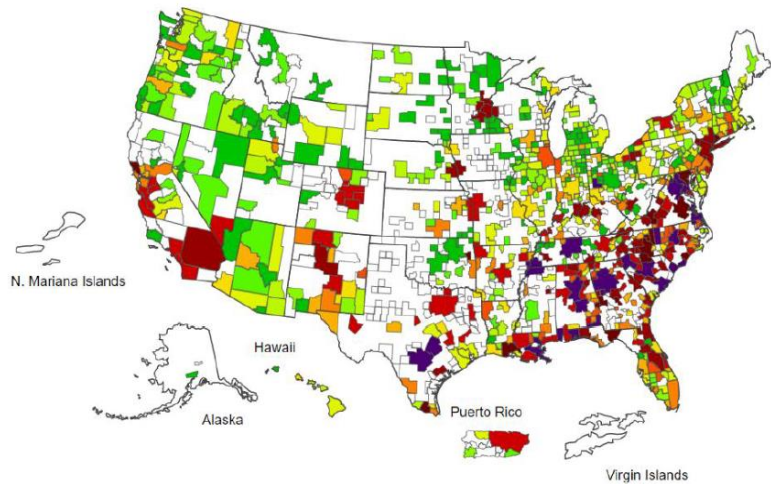 N. Mariana Islands
Hawaii
Alaska
Puerto Rico
Virgin Islands